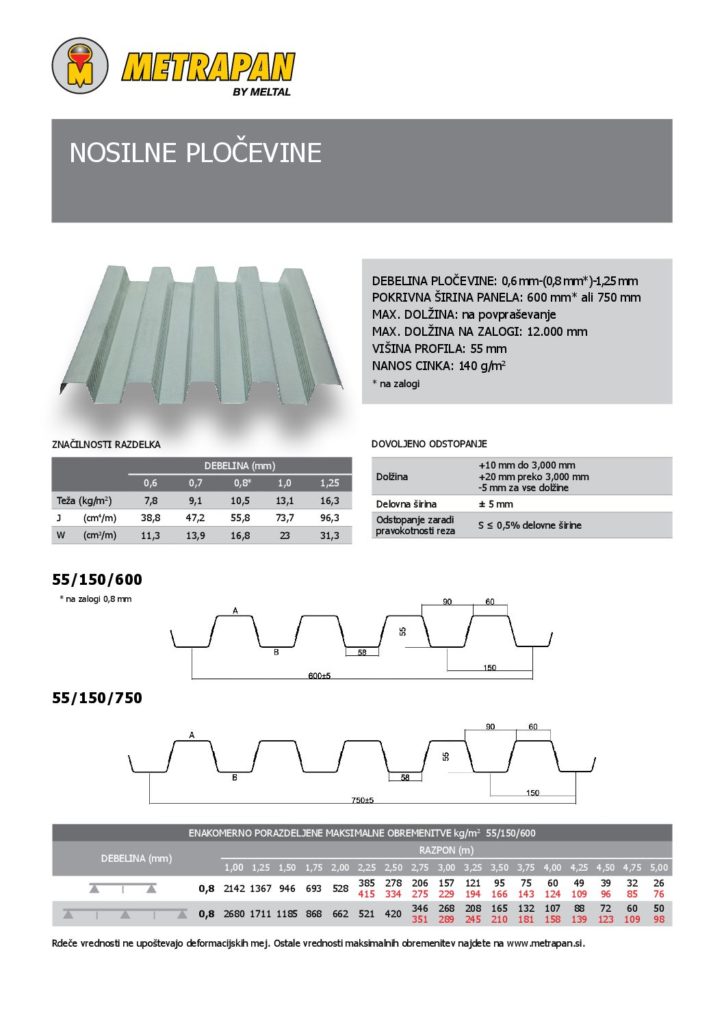 M
METRAPAN
BY MELTAL
NOSILNE PLOČEVINE
DEBELINA PLOČEVINE: 0,6 mm-(0,8 mm*)-1,25 mm
POKRIVNA ŠIRINA PANELA: 600 mm* ali 750 mm
MAX. DOLŽINA: na povpraševanje
MAX. DOLŽINA NA ZALOGI: 12.000 mm
VIŠINA PROFILA: 55 mm
NANOS CINKA: 140 g/m²
* na zalogi
ZNAČILNOSTI RAZDELKA
DEBELINA (mm)
0,6 0,7 0,8* 1,0 1,25
Teža (kg/m²) 7,8 9,1 10,5 13,1 16,3
J (cm⁴/m) 38,8 47,2 55,8 73,7 96,3
W (cm³/m) 11,3 13,9 16,8 23 31,3
DOVOLJENO ODSTOPANJE
Dolžina
+10 mm do 3,000 mm
+20 mm preko 3,000 mm
-5 mm za vse dolžine
Delovna širina ± 5 mm
Odstopanje zaradi
pravokotnosti reza
S ≤ 0,5% delovne širine
55/150/600
* na zalogi 0,8 mm
90 60
A
55
B 58
150
600±5
55/150/750
90 60
A
55
B 58
150
750±5
ENAKOMERNO PORAZDELJENE MAKSIMALNE OBREMENITVE kg/m² 55/150/600
DEBELINA (mm)
RAZPON (m)
1,00 1,25 1,50 1,75 2,00 2,25 2,50 2,75 3,00 3,25 3,50 3,75 4,00 4,25 4,50 4,75 5,00
0,8 2142 1367 946 693 528 385 278 206 157 121 95 75 60 49 39 32 26
415 334 275 229 194 166 143 124 109 96 85 76
0,8 2680 1711 1185 868 662 521 420 346 268 208 165 132 107 88 72 60 50
351 289 245 210 181 158 139 123 109 98
Rdeče vrednosti ne upoštevajo deformacijskih mej. Ostale vrednosti maksimalnih obremenitev najdete na www.metrapan.si.